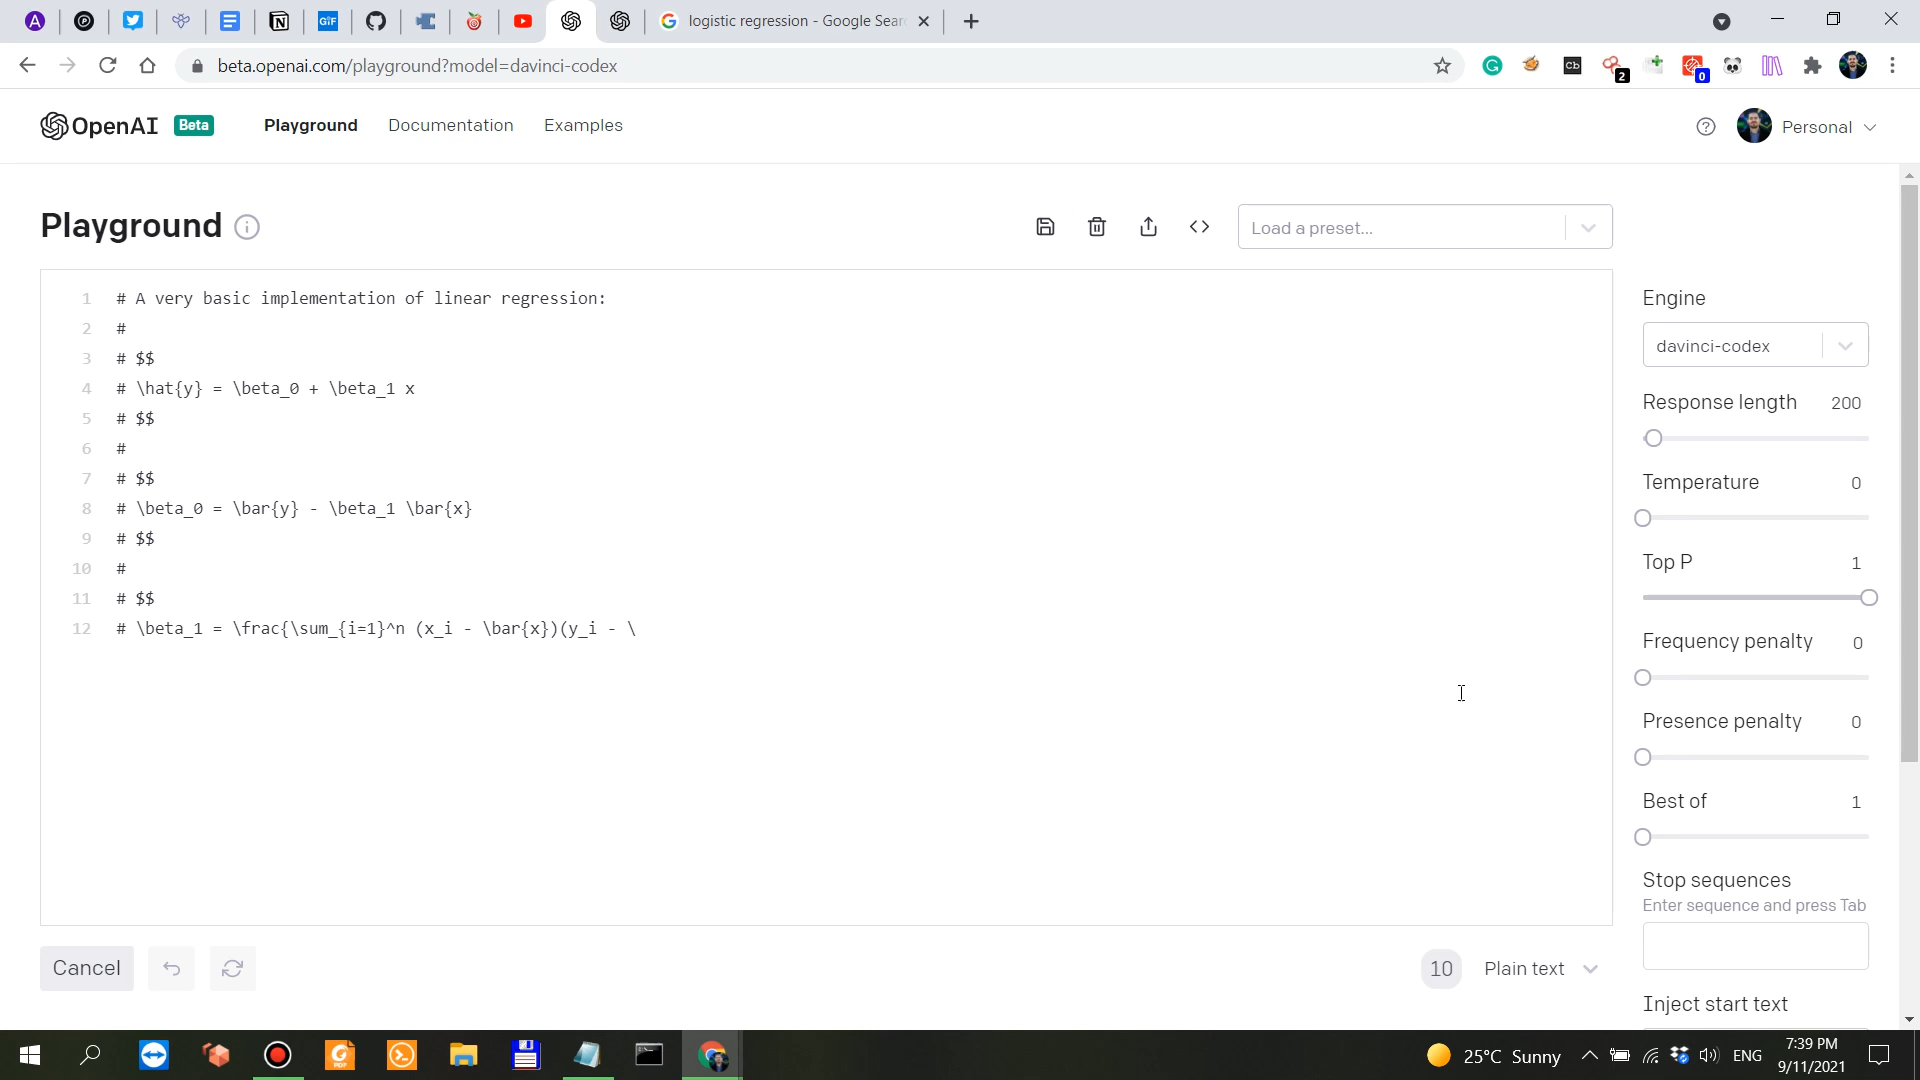 logistic regression - Google Sear
beta.openai.com/playground?model=davinci-codex
2
0
OpenAI Beta Playground Documentation Examples
Personal
Playground
Load a preset...
1 # A very basic implementation of linear regression:
2 #
3 # $$
4 # \hat{y} = \beta_0 + \beta_1 x
5 # $$
6 #
7 # $$
8 # \beta_0 = \bar{y} - \beta_1 \bar{x}
9 # $$
10 #
11 # $$
12 # \beta_1 = \frac{\sum_{i=1}^n (x_i - \bar{x})(y_i - \
Engine
davinci-codex
Response length 200
Temperature 0
Top P 1
Frequency penalty 0
Presence penalty 0
Best of 1
Stop sequences
Enter sequence and press Tab
Inject start text
Cancel
10 Plain text
25°C Sunny
ENG
7:39 PM
9/11/2021